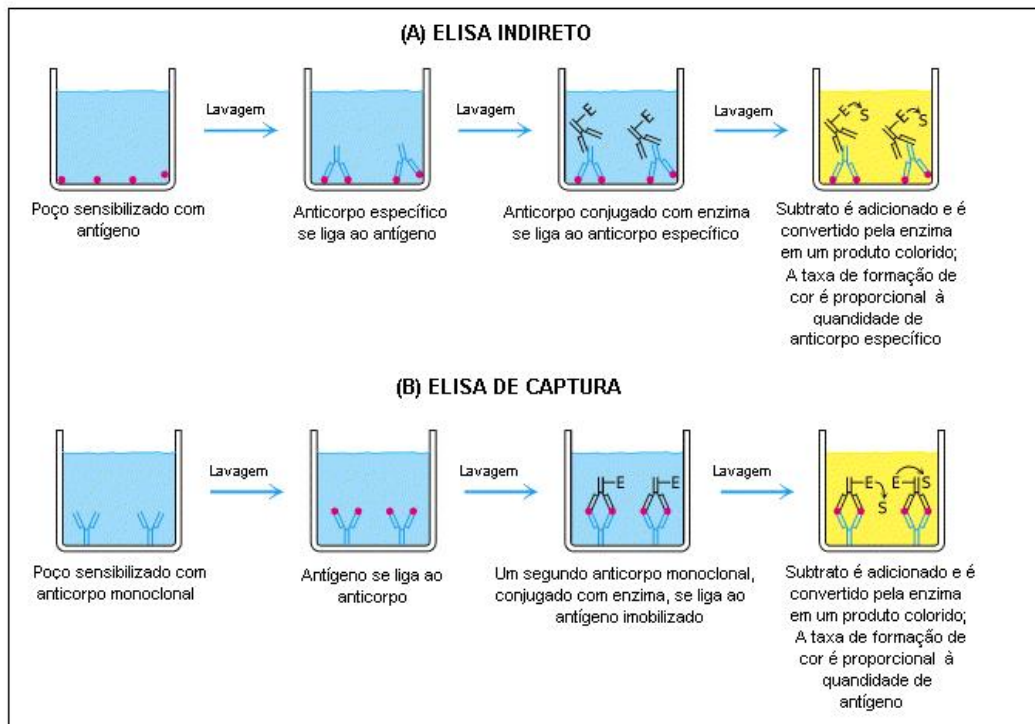 (A) ELISA INDIRETO
Lavagem
Lavagem
Lavagem
E
E
E S
E S
Poço sensibilizado com
antígeno
Anticorpo específico
se liga ao antígeno
Anticorpo conjugado com enzima
se liga ao anticorpo específico
Subtrato é adicionado e é
convertido pela enzima
em um produto colorido;
A taxa de formação de
cor é proporcional à
quandidade de
anticorpo específico
(B) ELISA DE CAPTURA
Lavagem
Lavagem
Lavagem
E
E
E S
E S
Poço sensibilizado com
anticorpo monoclonal
Antígeno se liga ao
anticorpo
Um segundo anticorpo monoclonal,
conjugado com enzima, se liga ao
antígeno imobilizado
Subtrato é adicionado e é
convertido pela enzima
em um produto colorido;
A taxa de formação de
cor é proporcional à
quandidade de
antígeno